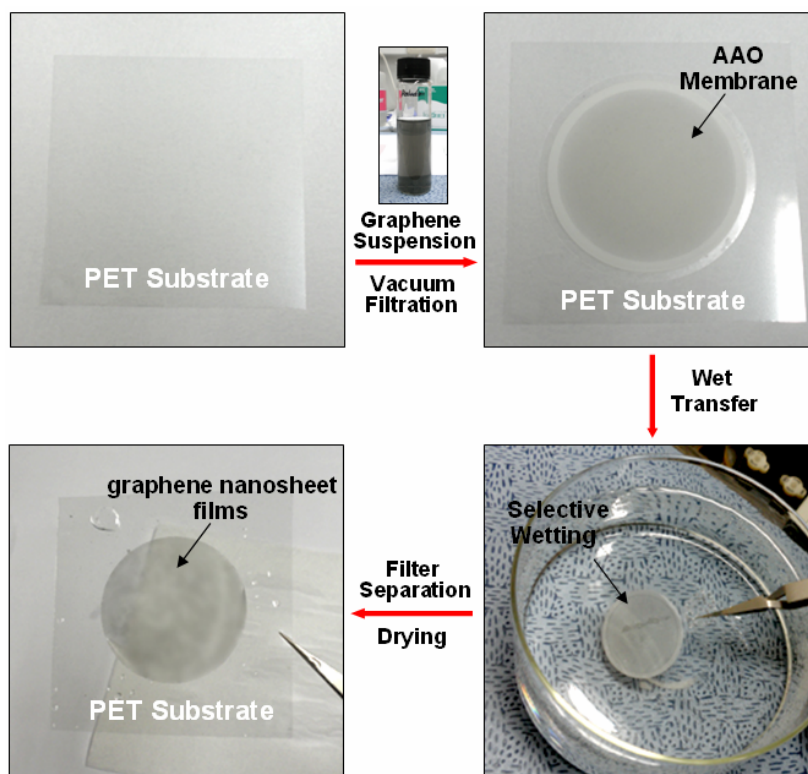 PET Substrate
Graphene
Suspension
Vacuum
Filtration
AAO
Membrane
PET Substrate
Wet
Transfer
graphene nanosheet
films
PET Substrate
Filter
Separation
Drying
Selective
Wetting